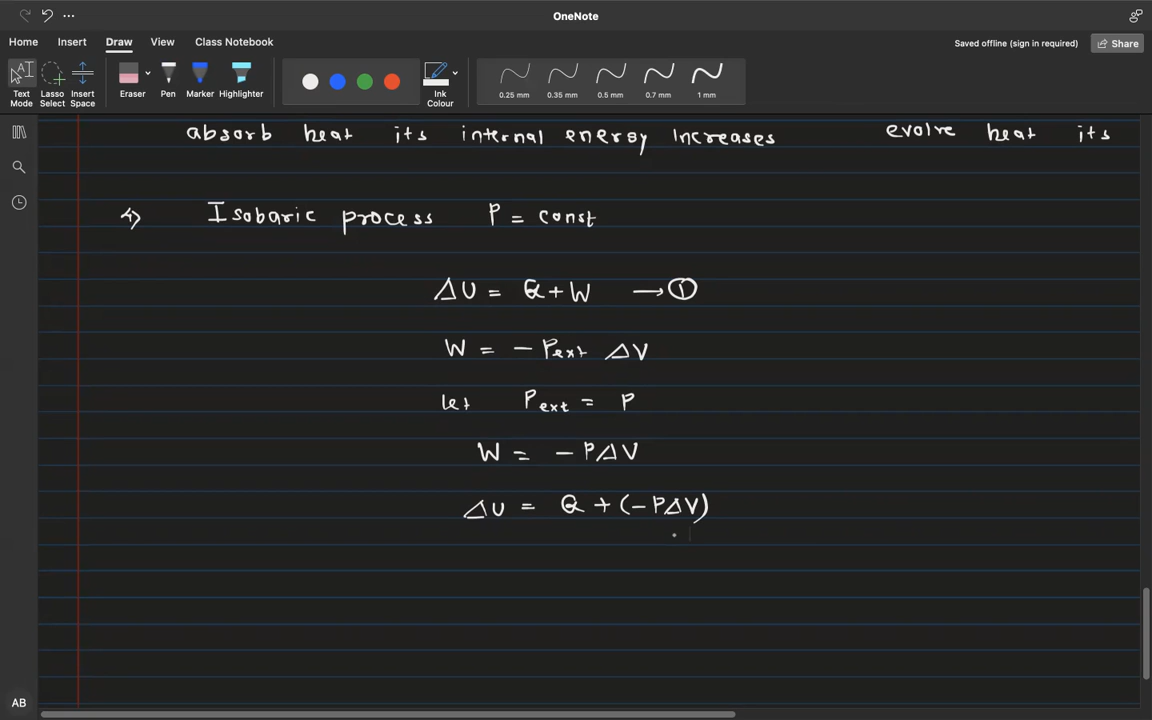 OneNote
Home Insert Draw View Class Notebook
Saved offline (sign in required) Share
Text Mode
Lasso Select
Insert Space
Eraser
Pen
Marker
Highlighter
Ink Colour
0.25 mm 0.35 mm 0.5 mm 0.7 mm 1 mm
absorb heat its internal energy increases evolve heat its
4) Isobaric process P = const
ΔU = Q + W → ①
W = - Pext ΔV
let Pext = P
W = - PΔV
ΔU = Q + (- PΔV)
AB